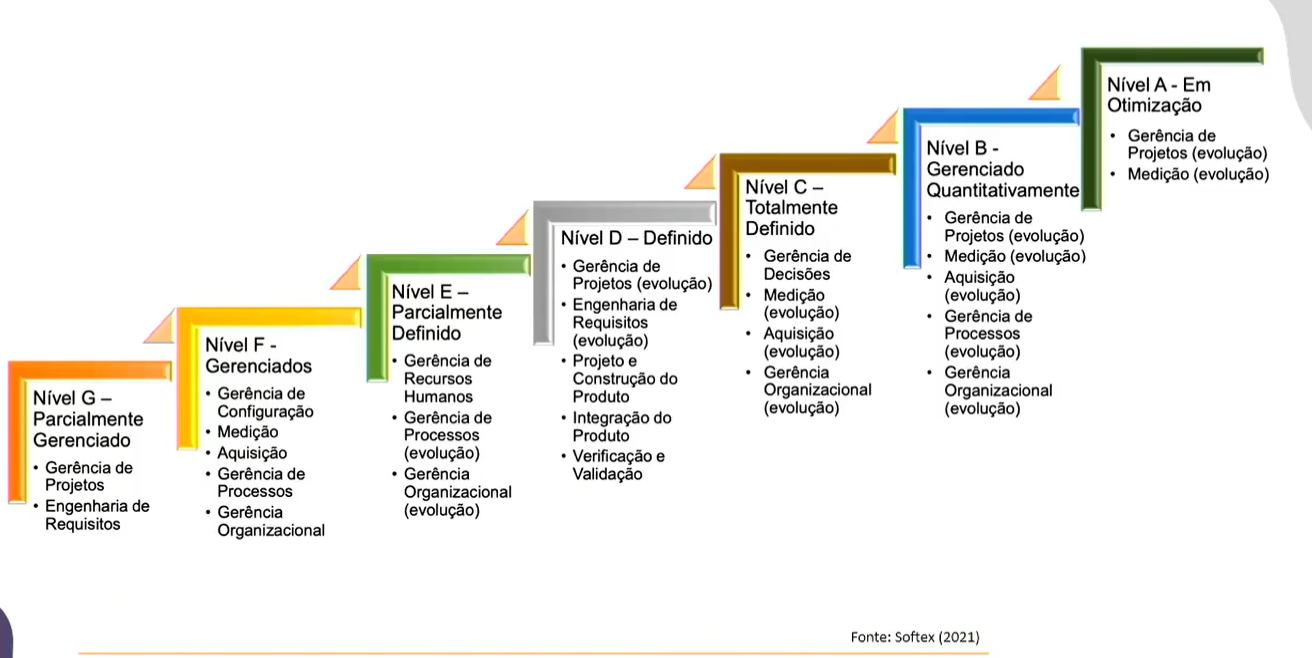 Nível G –
Parcialmente
Gerenciado
• Gerência de
Projetos
• Engenharia de
Requisitos
Nível F -
Gerenciados
• Gerência de
Configuração
• Medição
• Aquisição
• Gerência de
Processos
• Gerência
Organizacional
Nível E –
Parcialmente
Definido
• Gerência de
Recursos
Humanos
• Gerência de
Processos
(evolução)
• Gerência
Organizacional
(evolução)
Nível D – Definido
• Gerência de
Projetos (evolução)
• Engenharia de
Requisitos
(evolução)
• Projeto e
Construção do
Produto
• Integração do
Produto
• Verificação e
Validação
Nível C –
Totalmente
Definido
• Gerência de
Decisões
• Medição
(evolução)
• Aquisição
(evolução)
• Gerência
Organizacional
(evolução)
Nível B -
Gerenciado
Quantitativamente
• Gerência de
Projetos (evolução)
• Medição (evolução)
• Aquisição
(evolução)
• Gerência de
Processos
(evolução)
• Gerência
Organizacional
(evolução)
Nível A - Em
Otimização
• Gerência de
Projetos (evolução)
• Medição (evolução)
Fonte: Softex (2021)